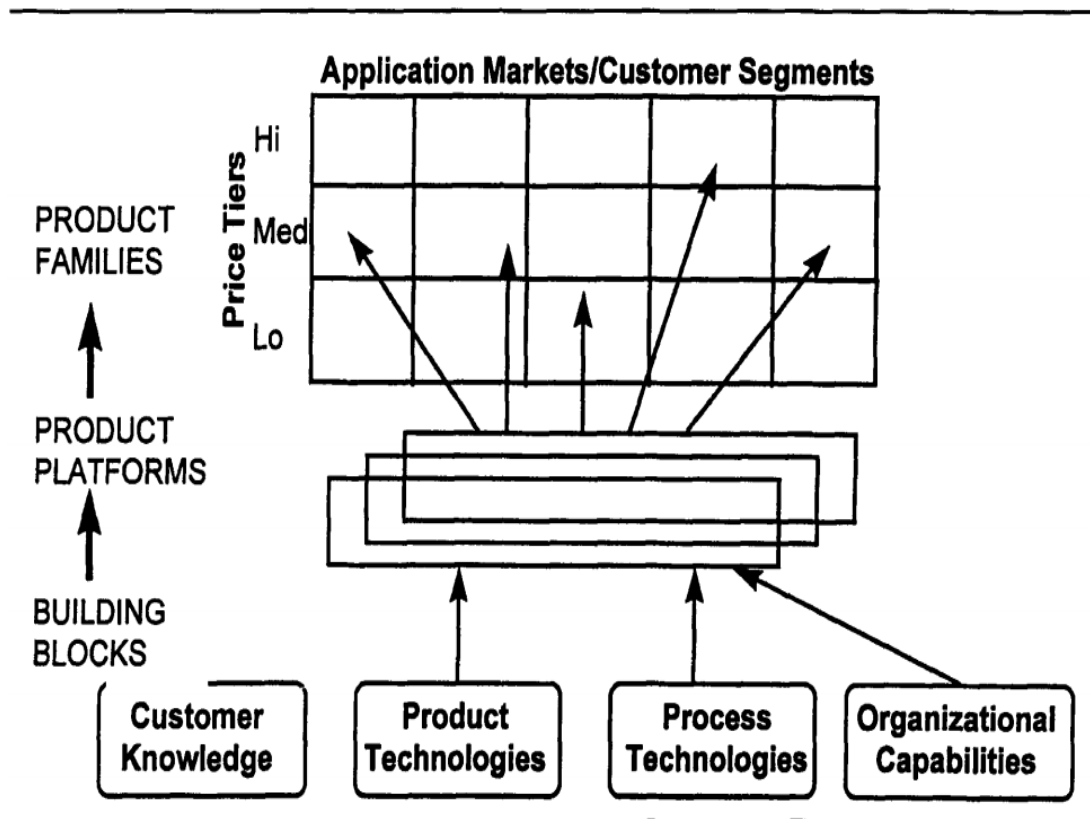 Application Markets/Customer Segments
Price Tiers
Hi
Med
Lo
PRODUCT
FAMILIES
PRODUCT
PLATFORMS
BUILDING
BLOCKS
Customer
Knowledge
Product
Technologies
Process
Technologies
Organizational
Capabilities